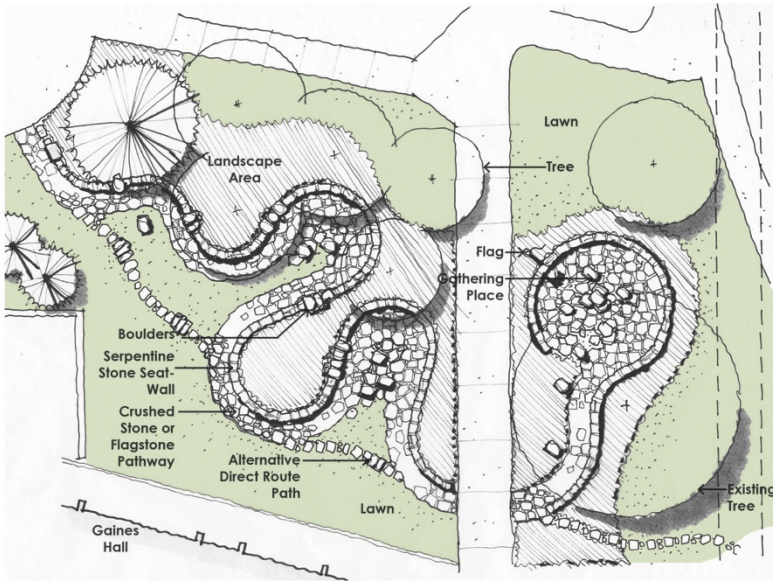 Lawn
Landscape
Area
Tree
Flag
Gathering
Place
Boulders
Serpentine
Stone Seat-
Wall
Crushed
Stone or
Flagstone
Pathway
Alternative
Direct Route
Path
Lawn
Existing
Tree
Gaines
Hall